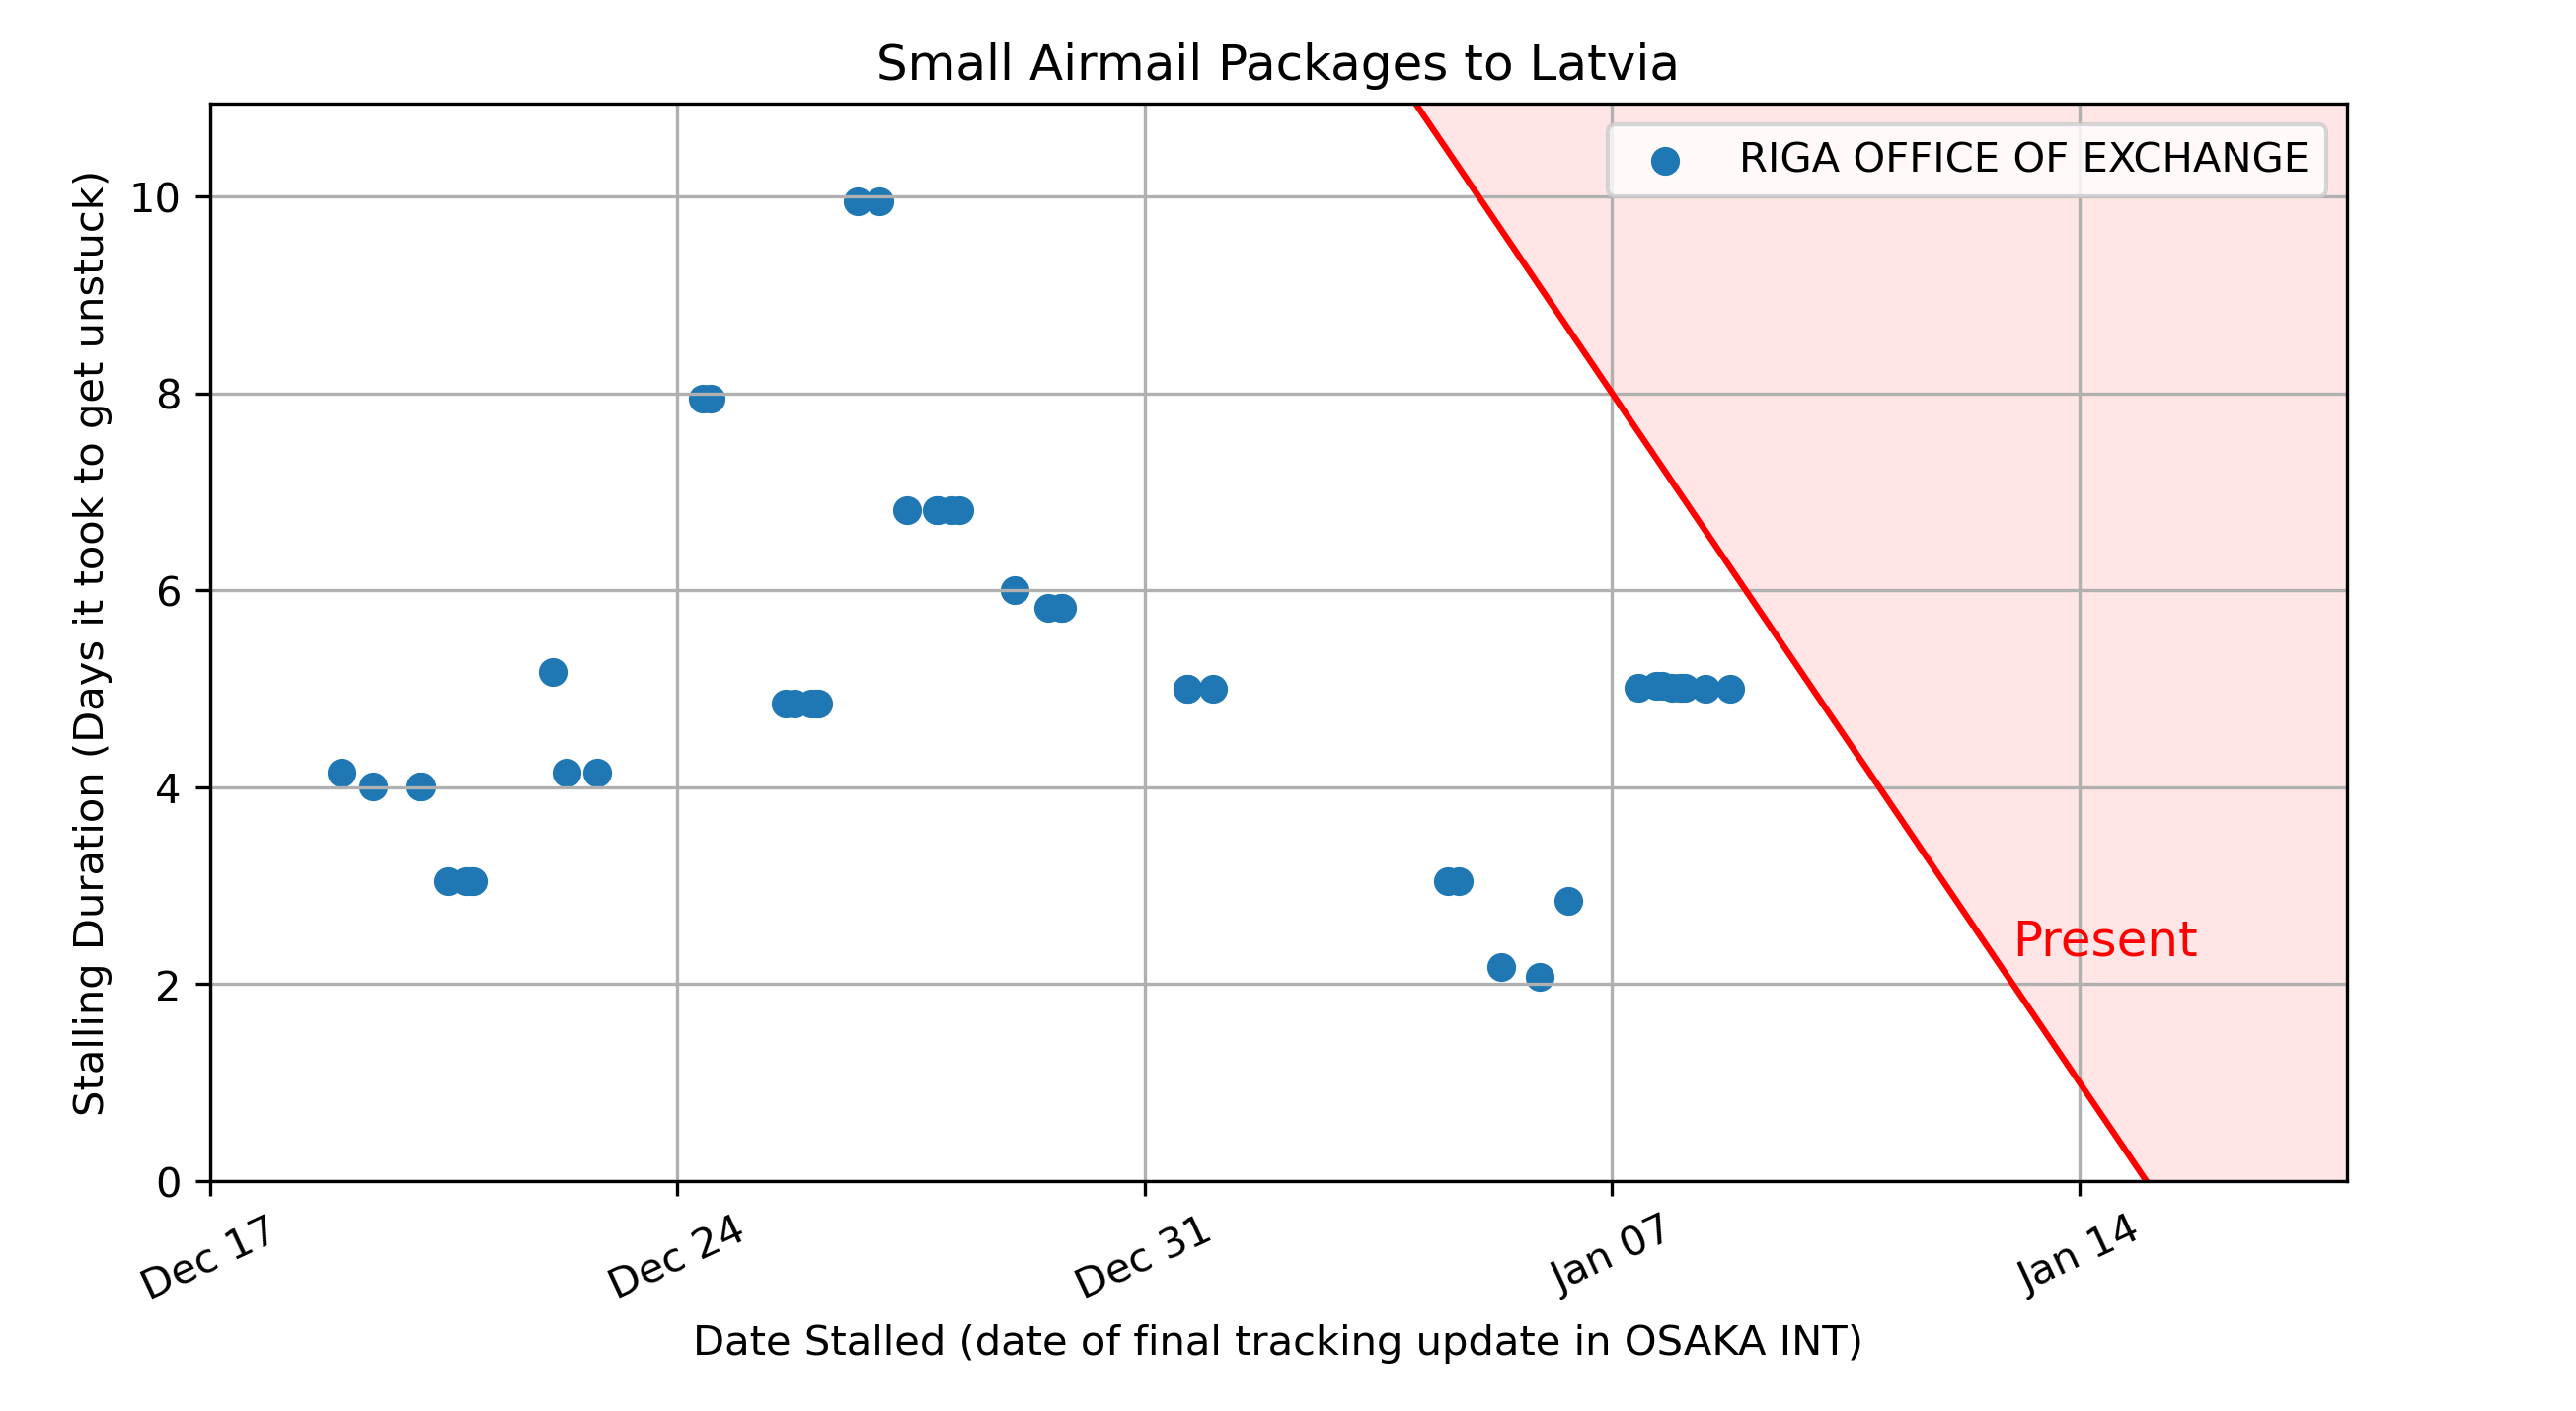 Small Airmail Packages to Latvia
RIGA OFFICE OF EXCHANGE
Stalling Duration (Days it took to get unstuck)
10
8
6
4
2
0
Present
Dec 17
Dec 24
Dec 31
Jan 07
Jan 14
Date Stalled (date of final tracking update in OSAKA INT)